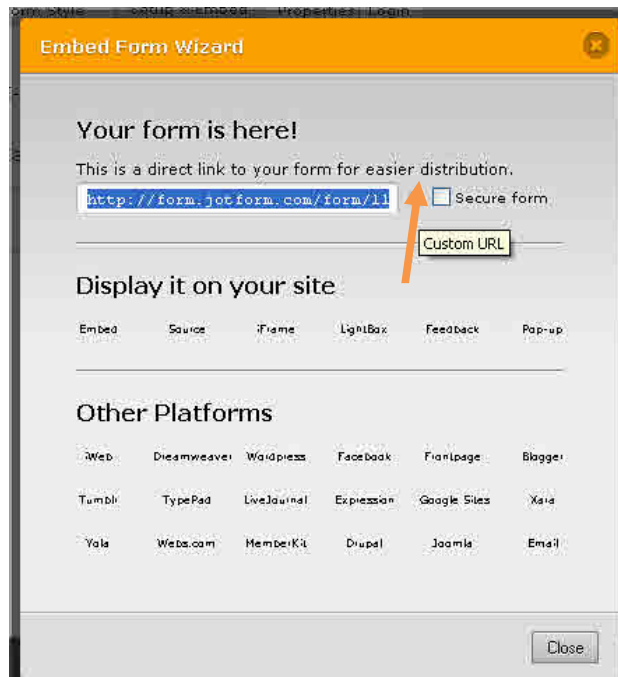 Properties Login
Embed Form Wizard
Your form is here!
This is a direct link to your form for easier distribution.
http://form.jotform.com/form/11
Secure form
Custom URL
Display it on your site
Embed Source iFrame LightBox Feedback Pop-up
Other Platforms
iWeb Dreamweaver Wordpress Facebook Frontpage Blogger
Tumblr TypePad LiveJournal Expression Google Sites Xara
Yola Webs.com MemberKit Drupal Joomla Email
Close